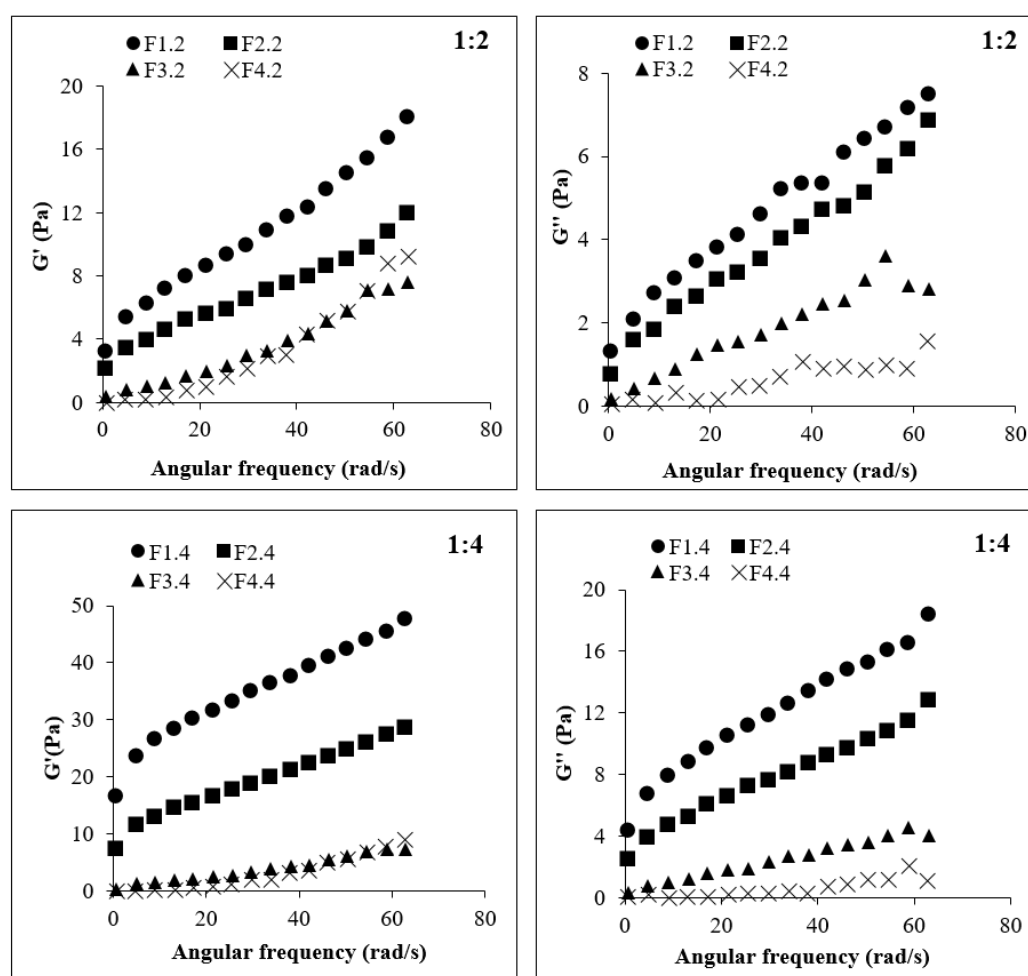 F1.2 F2.2 1:2
F3.2 F4.2
20
16
12
8
4
0
G' (Pa)
0 20 40 60 80
Angular frequency (rad/s)
F1.2 F2.2 1:2
F3.2 F4.2
8
6
4
2
0
G'' (Pa)
0 20 40 60 80
Angular frequency (rad/s)
F1.4 F2.4 1:4
F3.4 F4.4
50
40
30
20
10
0
G'(Pa)
0 20 40 60 80
Angular frequency (rad/s)
F1.4 F2.4 1:4
F3.4 F4.4
20
16
12
8
4
0
G'' (Pa)
0 20 40 60 80
Angular frequency (rad/s)